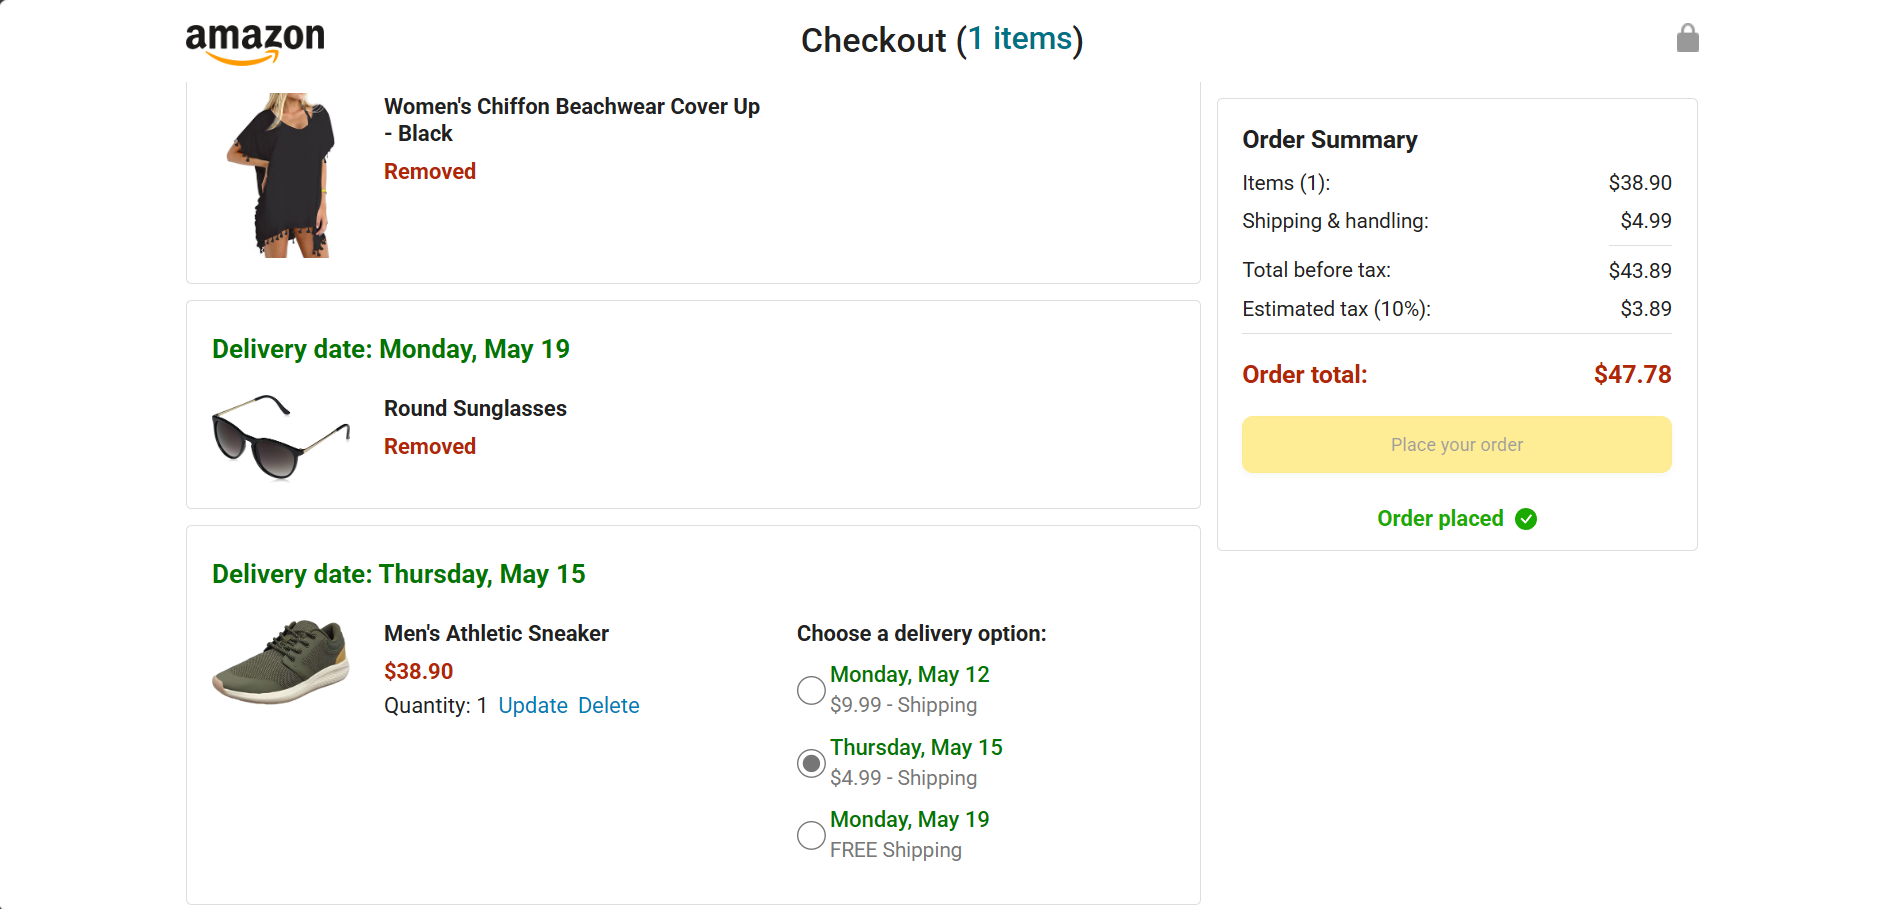 amazon
Checkout (1 items)
Women's Chiffon Beachwear Cover Up
- Black
Removed
Delivery date: Monday, May 19
Round Sunglasses
Removed
Delivery date: Thursday, May 15
Men's Athletic Sneaker
$38.90
Quantity: 1 Update Delete
Choose a delivery option:
Monday, May 12
$9.99 - Shipping
Thursday, May 15
$4.99 - Shipping
Monday, May 19
FREE Shipping
Order Summary
Items (1): $38.90
Shipping & handling: $4.99
Total before tax: $43.89
Estimated tax (10%): $3.89
Order total: $47.78
Place your order
Order placed